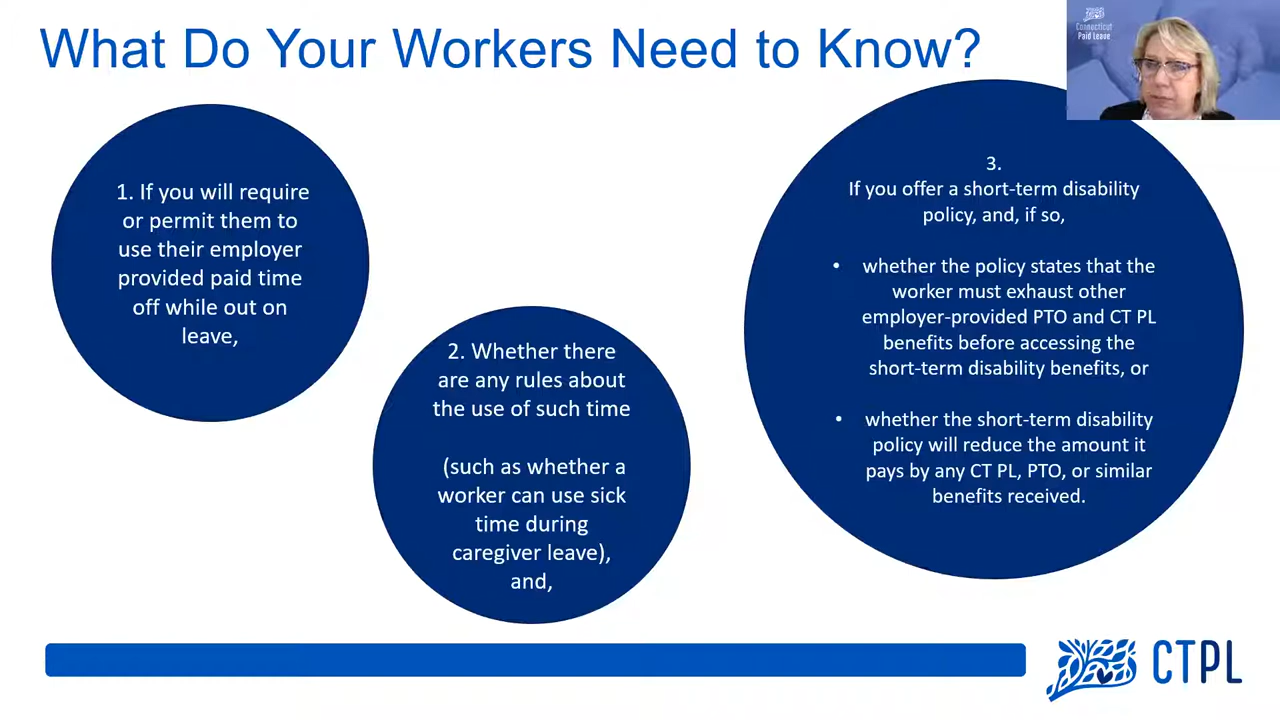 What Do Your Workers Need to Know?
Connecticut
Paid Leave
1. If you will require
or permit them to
use their employer
provided paid time
off while out on
leave,
2. Whether there
are any rules about
the use of such time
(such as whether a
worker can use sick
time during
caregiver leave),
and,
3.
If you offer a short-term disability
policy, and, if so,
• whether the policy states that the
worker must exhaust other
employer-provided PTO and CT PL
benefits before accessing the
short-term disability benefits, or
• whether the short-term disability
policy will reduce the amount it
pays by any CT PL, PTO, or similar
benefits received.
CTPL